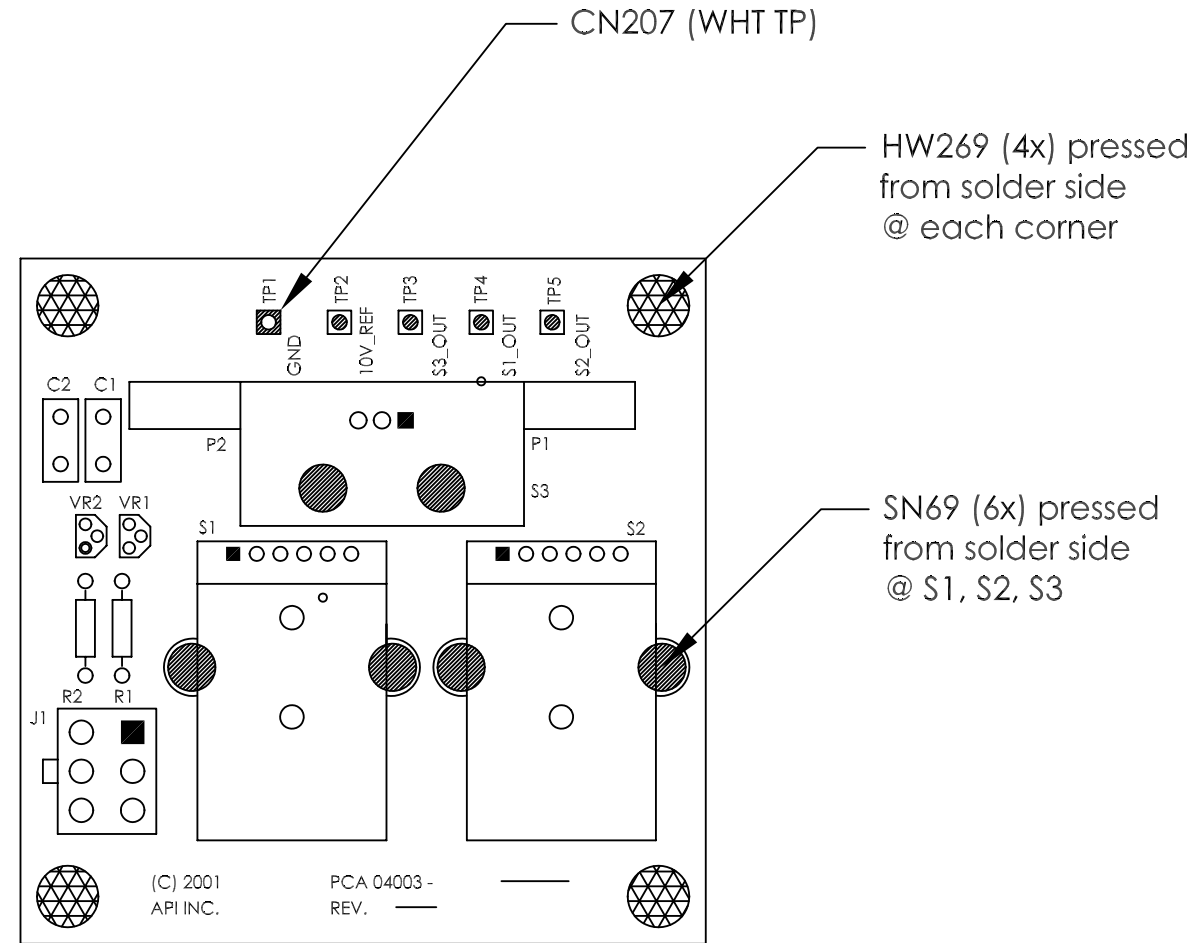 CN207 (WHT TP)
HW269 (4x) pressed
from solder side
@ each corner
TP1
TP2
TP3
TP4
TP5
GND
10V_REF
S3_OUT
S1_OUT
S2_OUT
C2
C1
P2
P1
S3
VR2
VR1
S1
S2
SN69 (6x) pressed
from solder side
@ S1, S2, S3
R2
R1
J1
(C) 2001
API INC.
PCA 04003 -
REV.